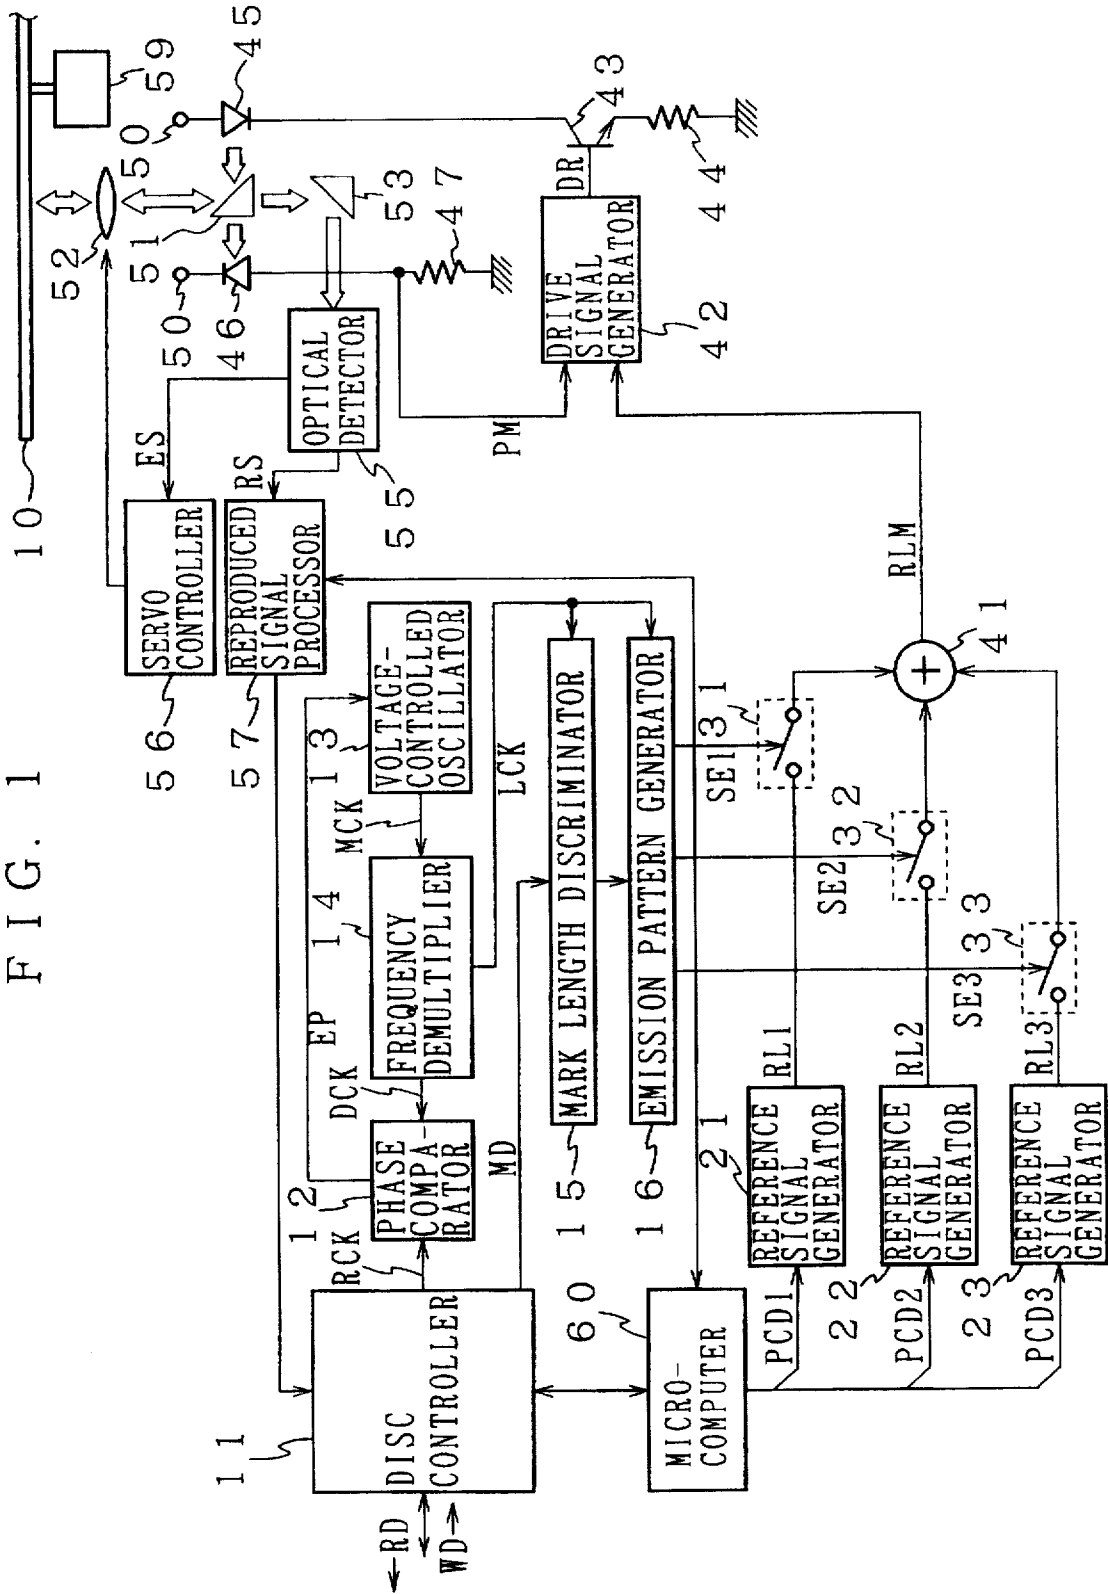 FIG. 1
RD
WD
11
DISC
CONTROLLER
RCK
12
PHASE
COMPA-
RATOR
EP
DCK
14
FREQUENCY
DEMULTIPLIER
MCK
13
VOLTAGE-
CONTROLLED
OSCILLATOR
LCK
57
REPRODUCED
SIGNAL
PROCESSOR
RS
56
SERVO
CONTROLLER
ES
10
59
52
50
45
51
53
50
46
47
OPTICAL
DETECTOR
55
MD
15
MARK LENGTH DISCRIMINATOR
16
EMISSION PATTERN GENERATOR
60
MICRO-
COMPUTER
PCD1
21
REFERENCE
SIGNAL
GENERATOR
RL1
SE1
31
PCD2
22
REFERENCE
SIGNAL
GENERATOR
RL2
SE2
32
PCD3
23
REFERENCE
SIGNAL
GENERATOR
RL3
SE3
33
41
RLM
PM
DRIVE
SIGNAL
GENERATOR
42
DR
43
44